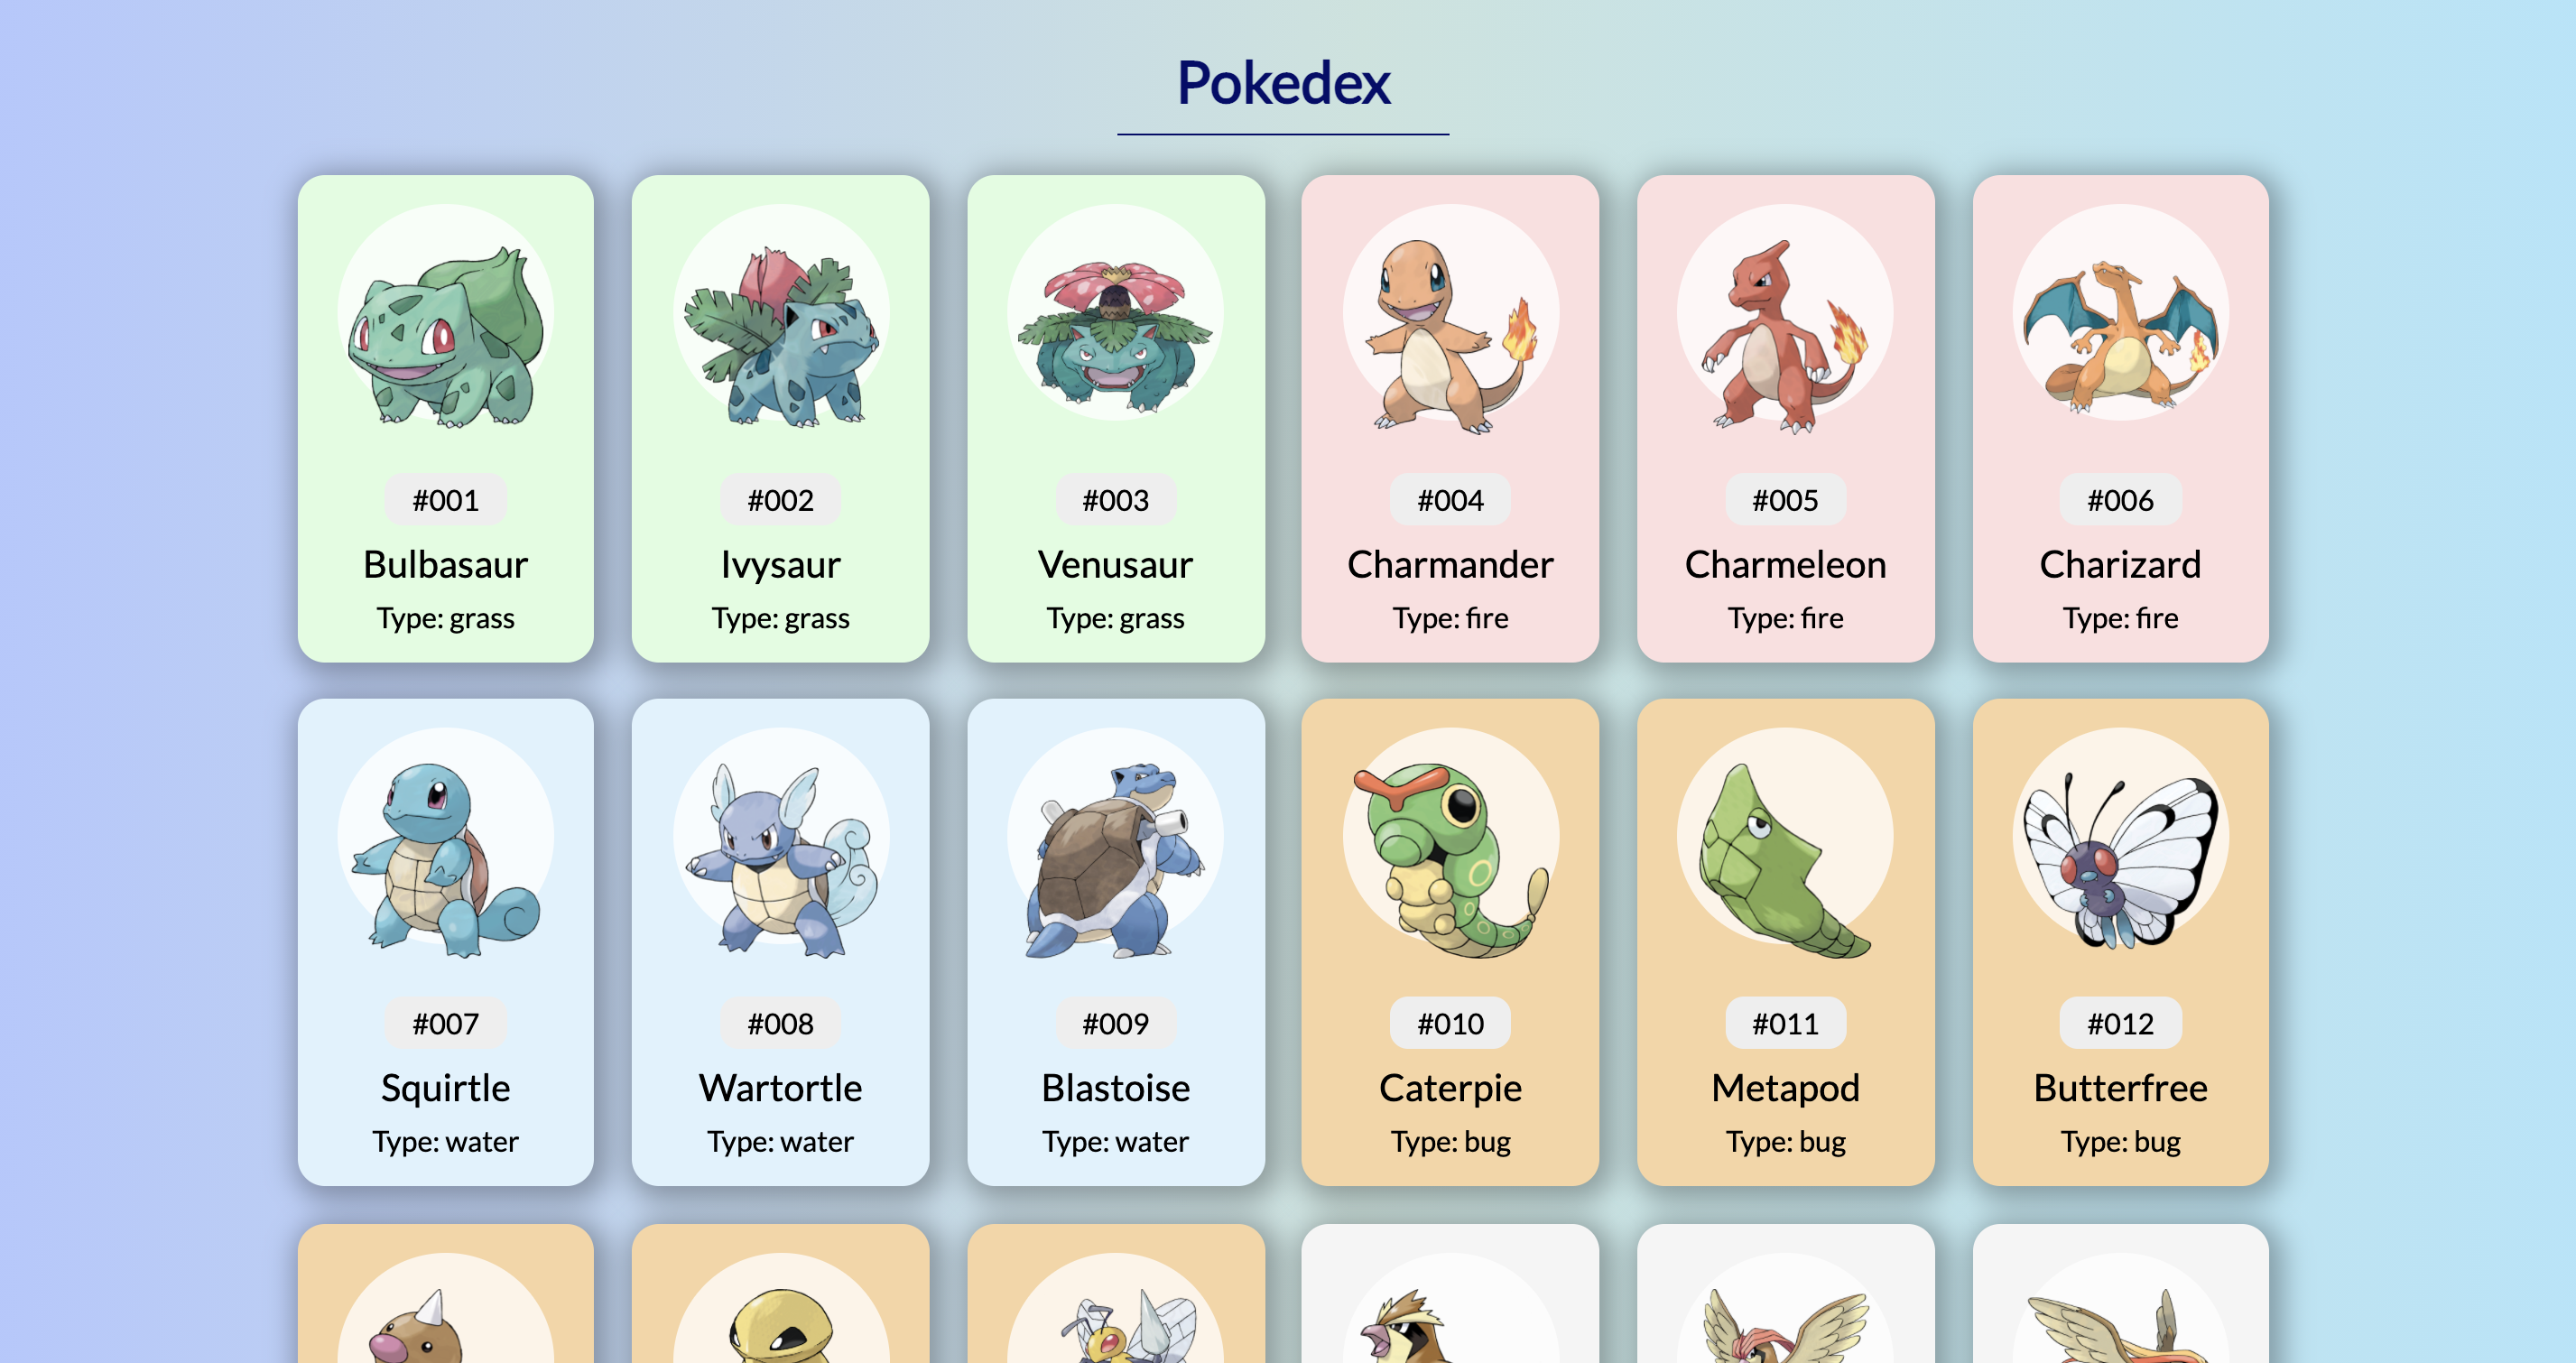 Pokedex
#001
Bulbasaur
Type: grass
#002
Ivysaur
Type: grass
#003
Venusaur
Type: grass
#004
Charmander
Type: fire
#005
Charmeleon
Type: fire
#006
Charizard
Type: fire
#007
Squirtle
Type: water
#008
Wartortle
Type: water
#009
Blastoise
Type: water
#010
Caterpie
Type: bug
#011
Metapod
Type: bug
#012
Butterfree
Type: bug